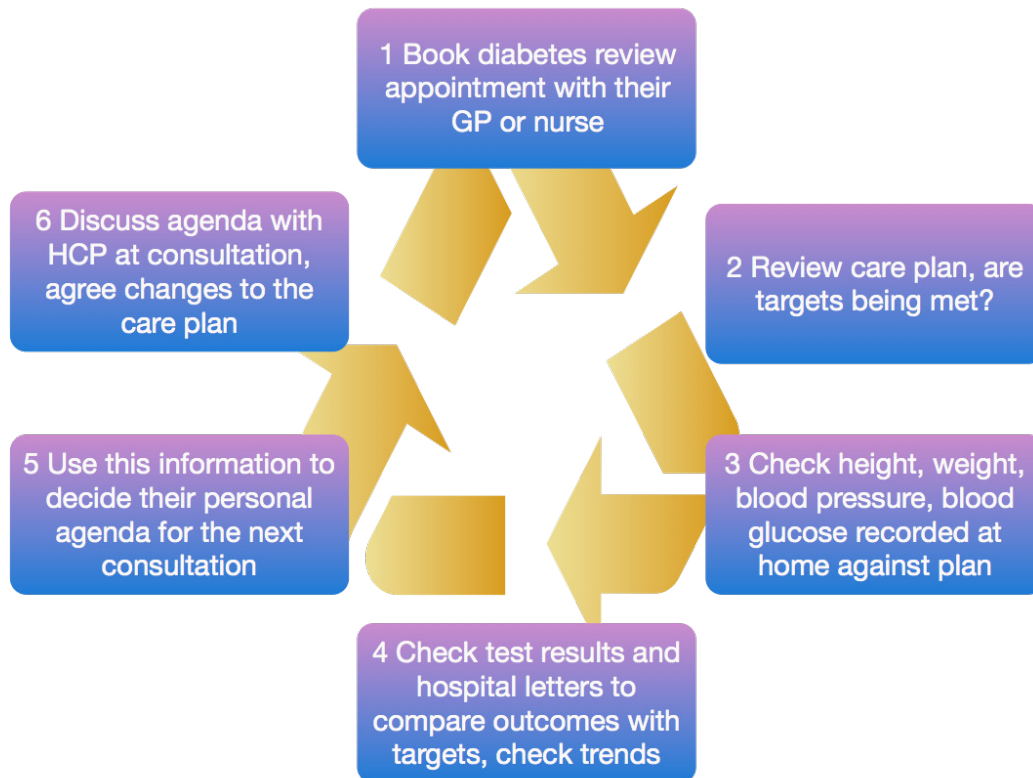 1 Book diabetes review
appointment with their
GP or nurse
2 Review care plan, are
targets being met?
3 Check height, weight,
blood pressure, blood
glucose recorded at
home against plan
4 Check test results and
hospital letters to
compare outcomes with
targets, check trends
5 Use this information to
decide their personal
agenda for the next
consultation
6 Discuss agenda with
HCP at consultation,
agree changes to the
care plan